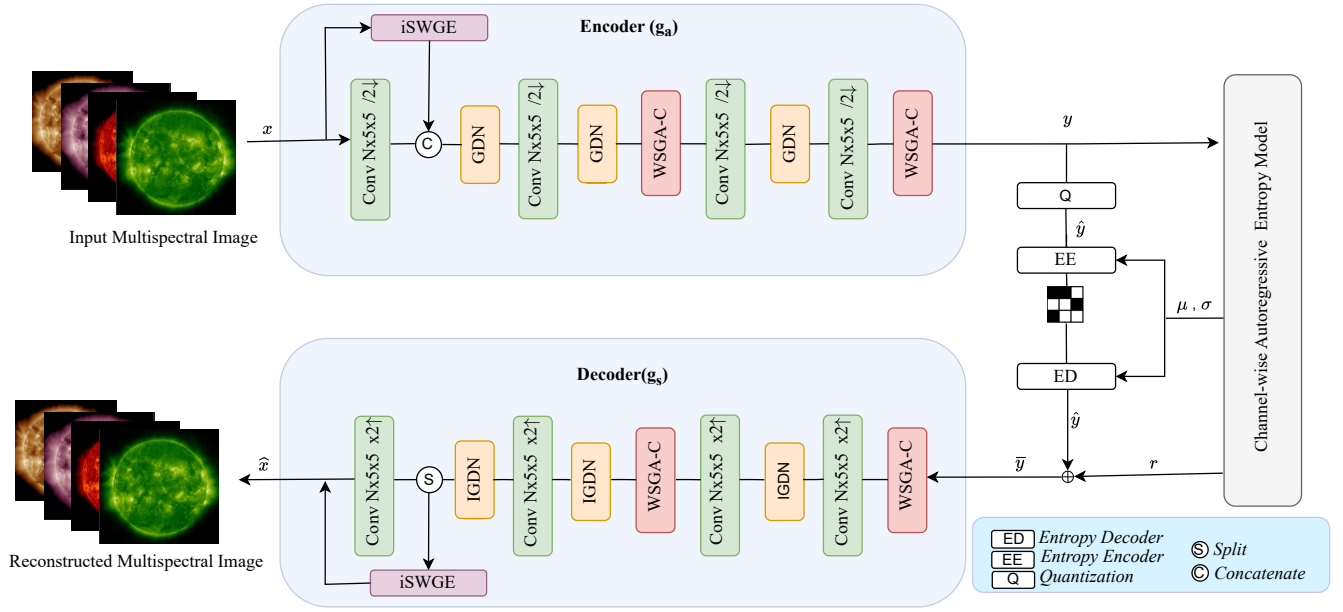 iSWGE
Encoder (gₐ)
x
Conv Nx5x5 /2↓
C
GDN
Conv Nx5x5 /2↓
GDN
WSGA-C
Conv Nx5x5 /2↓
GDN
Conv Nx5x5 /2↓
WSGA-C
y
Input Multispectral Image
Q
ŷ
EE
μ , σ
ED
ŷ
Channel-wise Autoregressive Entropy Model
Decoder(gₛ)
x̂
Conv Nx5x5 x2↑
S
IGDN
Conv Nx5x5 x2↑
IGDN
WSGA-C
Conv Nx5x5 x2↑
IGDN
Conv Nx5x5 x2↑
WSGA-C
y̅
r
Reconstructed Multispectral Image
iSWGE
ED Entropy Decoder
EE Entropy Encoder
Q Quantization
S Split
C Concatenate